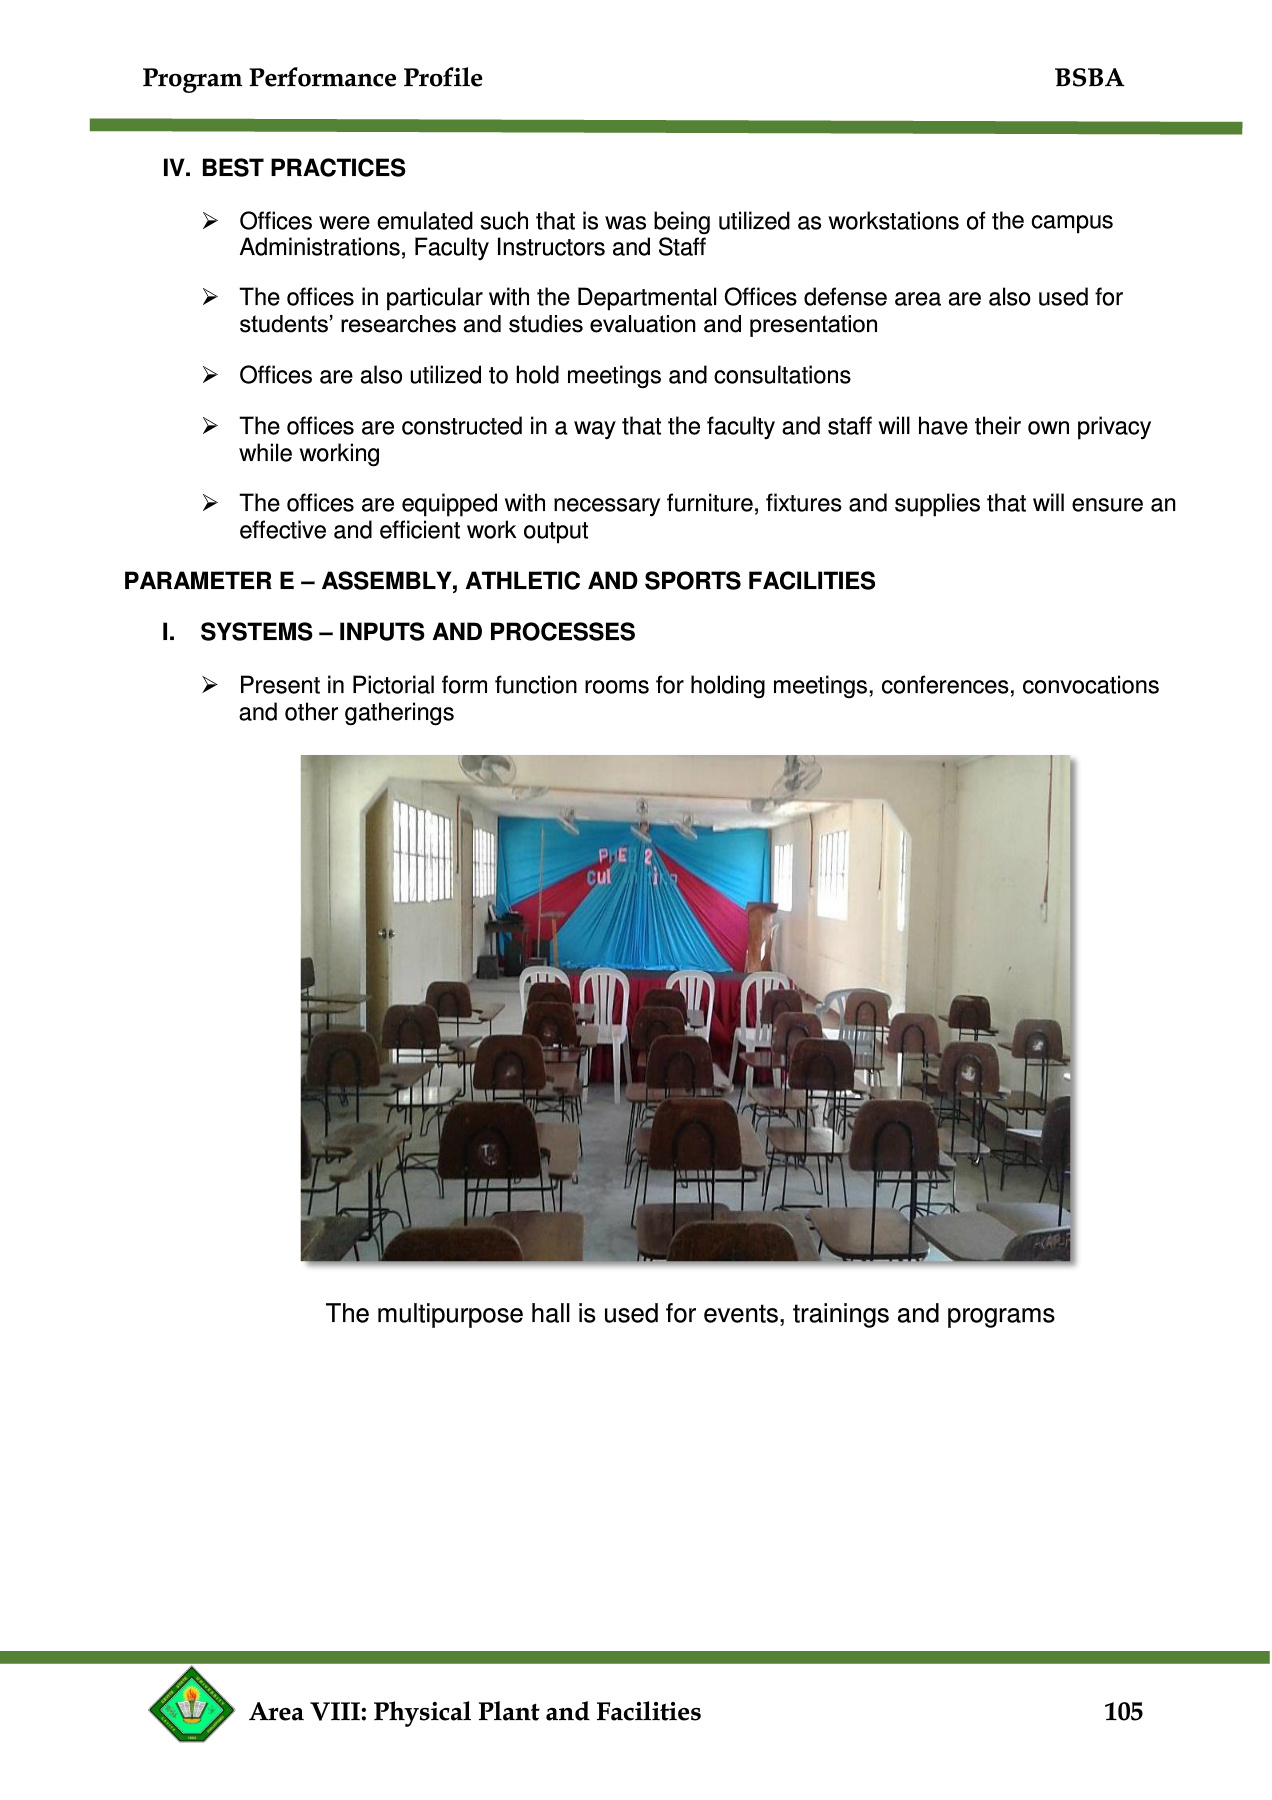 Program Performance Profile BSBA
IV. BEST PRACTICES
➢ Offices were emulated such that is was being utilized as workstations of the campus
Administrations, Faculty Instructors and Staff
➢ The offices in particular with the Departmental Offices defense area are also used for
students’ researches and studies evaluation and presentation
➢ Offices are also utilized to hold meetings and consultations
➢ The offices are constructed in a way that the faculty and staff will have their own privacy
while working
➢ The offices are equipped with necessary furniture, fixtures and supplies that will ensure an
effective and efficient work output
PARAMETER E – ASSEMBLY, ATHLETIC AND SPORTS FACILITIES
I. SYSTEMS – INPUTS AND PROCESSES
➢ Present in Pictorial form function rooms for holding meetings, conferences, convocations
and other gatherings
The multipurpose hall is used for events, trainings and programs
Area VIII: Physical Plant and Facilities 105